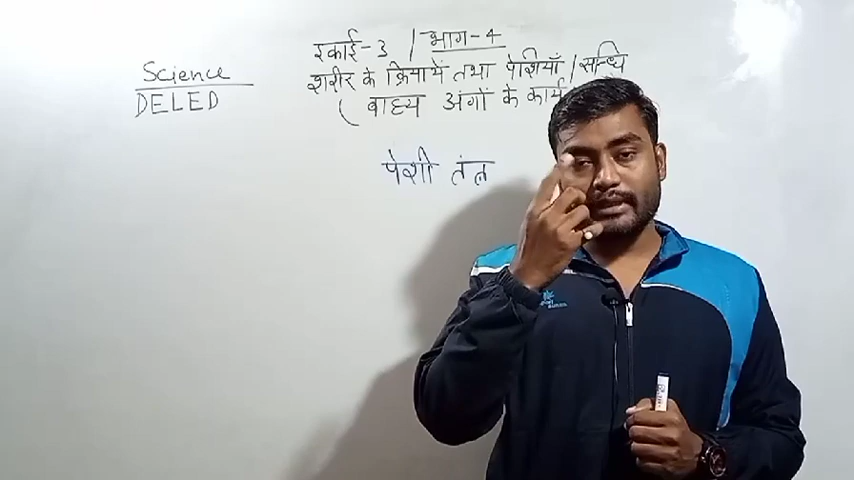 Science
DELED
इकाई-3 / भाग-4
शरीर के क्रियायें तथा पेशियाँ / सन्धि
( वाह्य अंगों के कार्य
पेशी तंत्र